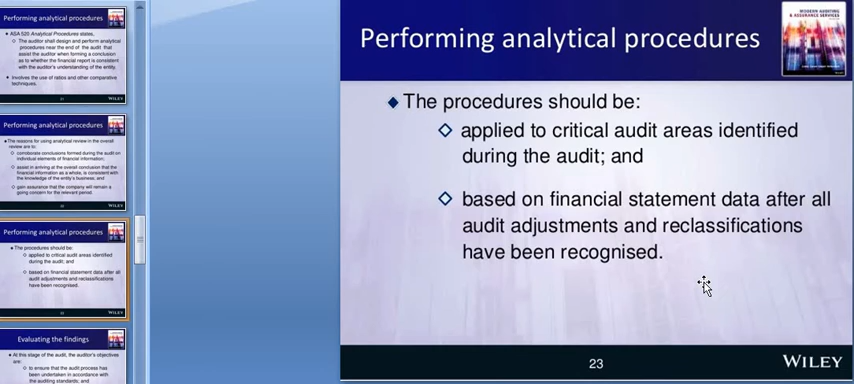 Performing analytical procedures
ASA 520 Analytical Procedures states,
The auditor shall design and perform analytical
procedures near the end of the audit that
assist the auditor when forming a conclusion
as to whether the financial report is consistent
with the auditor's understanding of the entity.
Involves the use of ratios and other comparative
techniques.
WILEY
Performing analytical procedures
The reasons for using analytical review in the overall
review are to:
corroborate conclusions formed during the audit on
individual elements of financial information;
assist in arriving at the overall conclusion that the
financial information as a whole, is consistent with
the knowledge of the entity's business; and
gain assurance that the company will remain a
going concern for the relevant period.
WILEY
Performing analytical procedures
The procedures should be:
applied to critical audit areas identified
during the audit; and
based on financial statement data after all
audit adjustments and reclassifications
have been recognised.
WILEY
Evaluating the findings
At this stage of the audit, the auditor's objectives
are:
to ensure that the audit process has
been undertaken in accordance with
the auditing standards; and
Performing analytical procedures
MODERN AUDITING
& ASSURANCE SERVICES
The procedures should be:
applied to critical audit areas identified
during the audit; and
based on financial statement data after all
audit adjustments and reclassifications
have been recognised.
23
WILEY